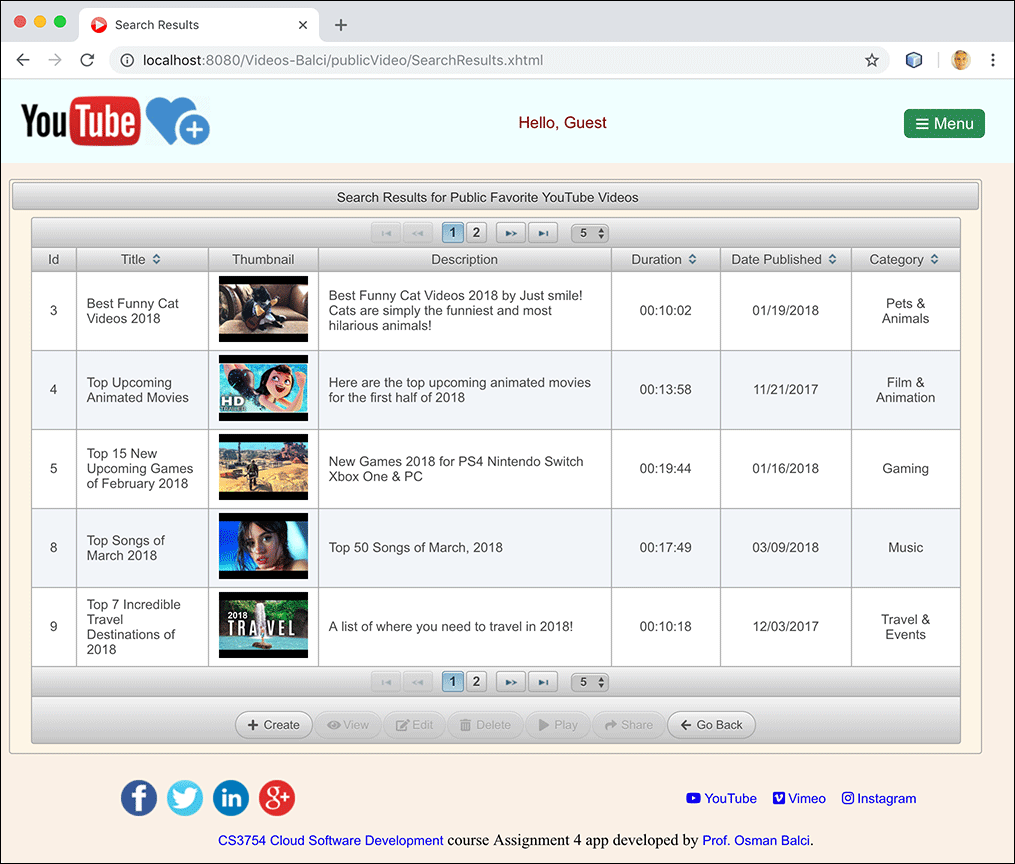 Search Results
localhost:8080/Videos-Balci/publicVideo/SearchResults.xhtml
YouTube
Hello, Guest
Menu
Search Results for Public Favorite YouTube Videos
1 2 5
Id Title Thumbnail Description Duration Date Published Category
3
Best Funny Cat
Videos 2018
Best Funny Cat Videos 2018 by Just smile!
Cats are simply the funniest and most
hilarious animals!
00:10:02
01/19/2018
Pets &
Animals
4
Top Upcoming
Animated Movies
HD
Here are the top upcoming animated movies
for the first half of 2018
00:13:58
11/21/2017
Film &
Animation
5
Top 15 New
Upcoming Games
of February 2018
New Games 2018 for PS4 Nintendo Switch
Xbox One & PC
00:19:44
01/16/2018
Gaming
8
Top Songs of
March 2018
Top 50 Songs of March, 2018
00:17:49
03/09/2018
Music
9
Top 7 Incredible
Travel
Destinations of
2018
2018
TRAVEL
A list of where you need to travel in 2018!
00:10:18
12/03/2017
Travel &
Events
1 2 5
Create View Edit Delete Play Share Go Back
f in g+ YouTube Vimeo Instagram
CS3754 Cloud Software Development course Assignment 4 app developed by Prof. Osman Balci.